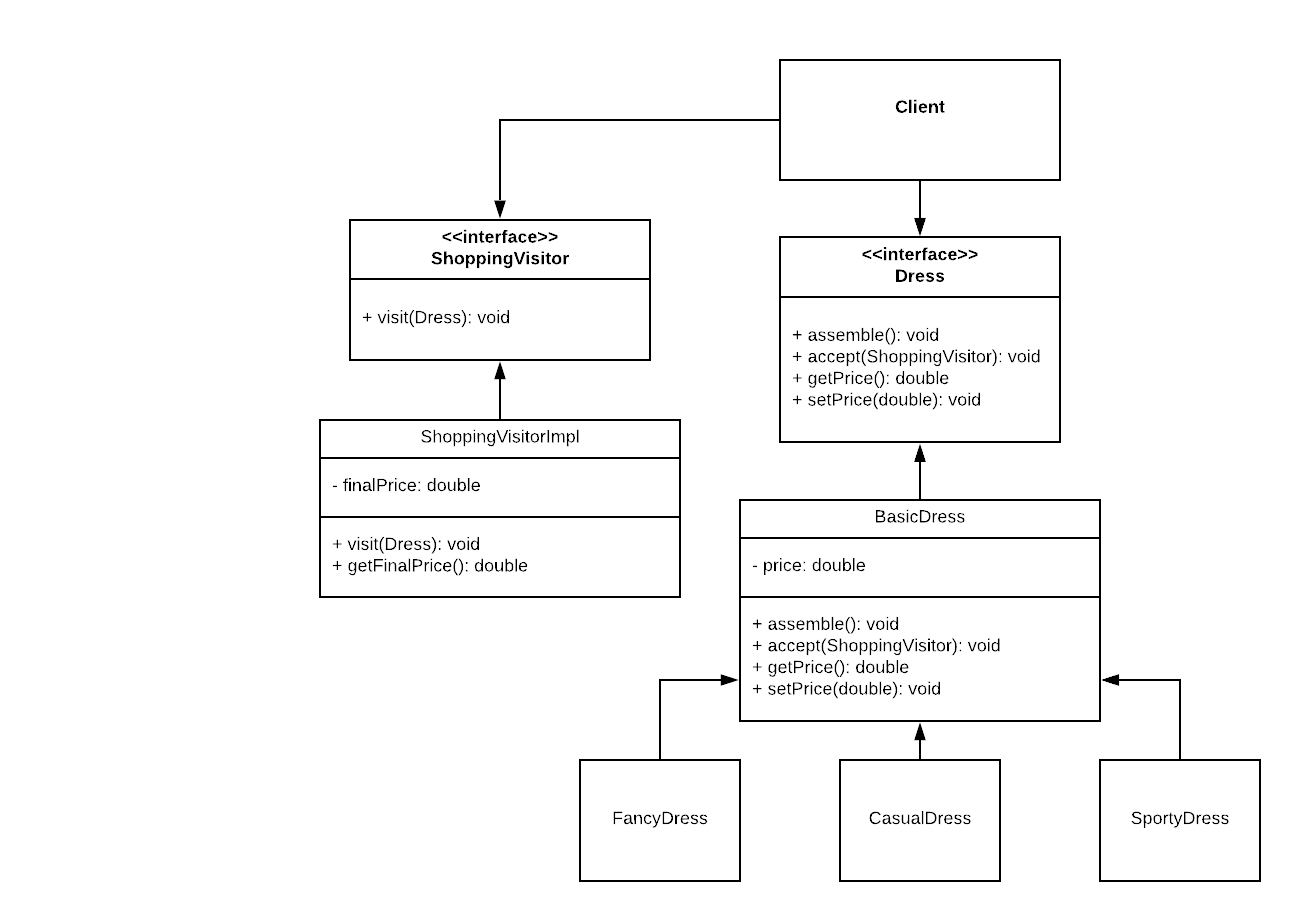 Client
<<interface>>
ShoppingVisitor
+ visit(Dress): void
<<interface>>
Dress
+ assemble(): void
+ accept(ShoppingVisitor): void
+ getPrice(): double
+ setPrice(double): void
ShoppingVisitorImpl
- finalPrice: double
+ visit(Dress): void
+ getFinalPrice(): double
BasicDress
- price: double
+ assemble(): void
+ accept(ShoppingVisitor): void
+ getPrice(): double
+ setPrice(double): void
FancyDress
CasualDress
SportyDress